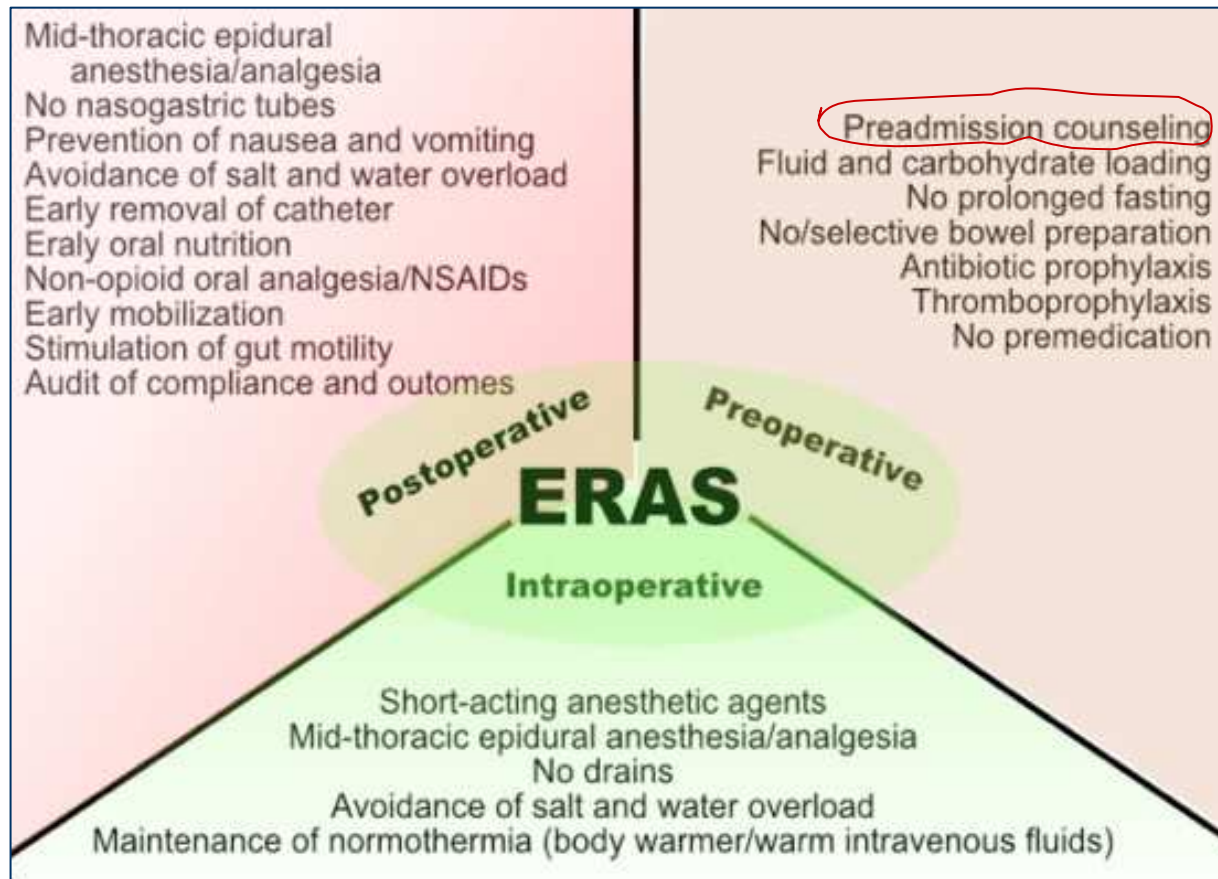 Mid-thoracic epidural
anesthesia/analgesia
No nasogastric tubes
Prevention of nausea and vomiting
Avoidance of salt and water overload
Early removal of catheter
Eraly oral nutrition
Non-opioid oral analgesia/NSAIDs
Early mobilization
Stimulation of gut motility
Audit of compliance and outomes
Preadmission counseling
Fluid and carbohydrate loading
No prolonged fasting
No/selective bowel preparation
Antibiotic prophylaxis
Thromboprophylaxis
No premedication
Postoperative
Preoperative
ERAS
Intraoperative
Short-acting anesthetic agents
Mid-thoracic epidural anesthesia/analgesia
No drains
Avoidance of salt and water overload
Maintenance of normothermia (body warmer/warm intravenous fluids)